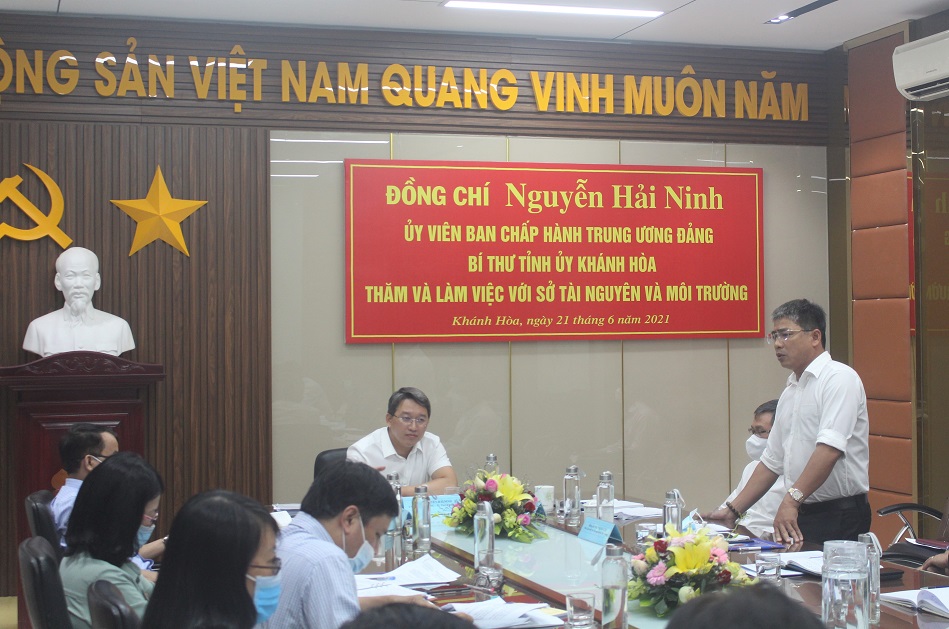 ỘNG SẢN VIỆT NAM QUANG VINH MUÔN NĂM
ĐỒNG CHÍ Nguyễn Hải Ninh
ỦY VIÊN BAN CHẤP HÀNH TRUNG ƯƠNG ĐẢNG
BÍ THƯ TỈNH ỦY KHÁNH HÒA
THĂM VÀ LÀM VIỆC VỚI SỞ TÀI NGUYÊN VÀ MÔI TRƯỜNG
Khánh Hòa, ngày 21 tháng 6 năm 2021